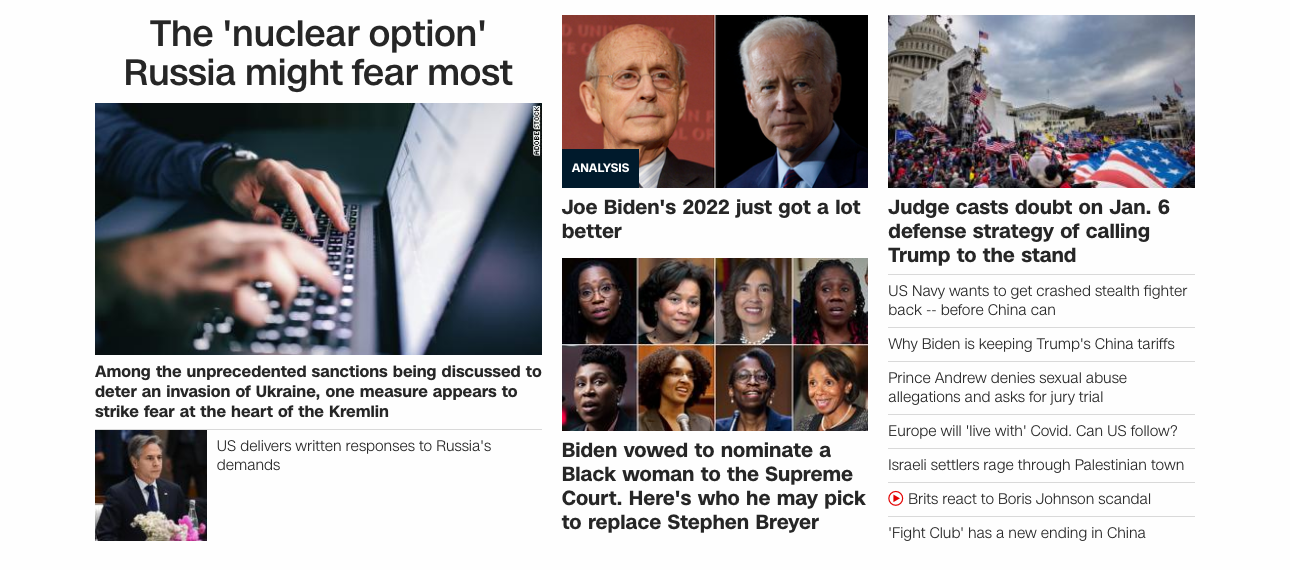 The 'nuclear option'
Russia might fear most
ADOBE STOCK
Among the unprecedented sanctions being discussed to
deter an invasion of Ukraine, one measure appears to
strike fear at the heart of the Kremlin
US delivers written responses to Russia's
demands
ANALYSIS
Joe Biden's 2022 just got a lot
better
Biden vowed to nominate a
Black woman to the Supreme
Court. Here's who he may pick
to replace Stephen Breyer
Judge casts doubt on Jan. 6
defense strategy of calling
Trump to the stand
US Navy wants to get crashed stealth fighter
back -- before China can
Why Biden is keeping Trump's China tariffs
Prince Andrew denies sexual abuse
allegations and asks for jury trial
Europe will 'live with' Covid. Can US follow?
Israeli settlers rage through Palestinian town
Brits react to Boris Johnson scandal
'Fight Club' has a new ending in China